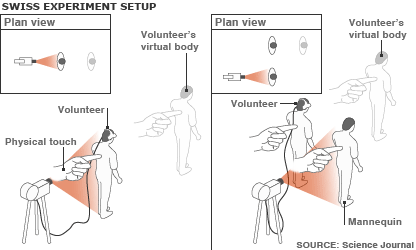 SWISS EXPERIMENT SETUP
Plan view
Volunteer's
virtual body
Volunteer
Physical touch
Plan view
Volunteer's
virtual body
Volunteer
Mannequin
SOURCE: Science Journal